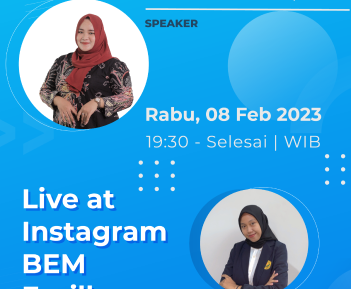 SPEAKER
Rabu, 08 Feb 2023
19:30 - Selesai | WIB
Live at
Instagram
BEM